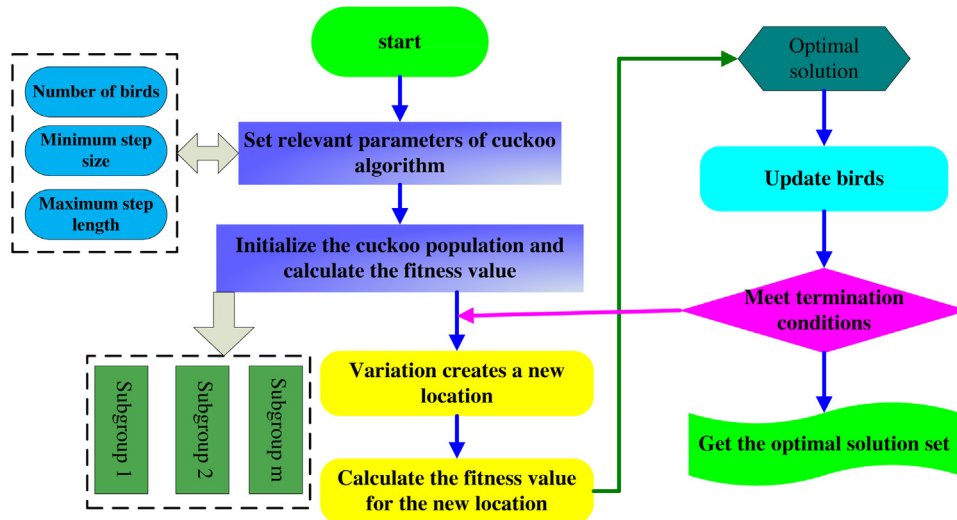 start
Number of birds
Minimum step
size
Maximum step
length
Set relevant parameters of cuckoo
algorithm
Initialize the cuckoo population and
calculate the fitness value
Subgroup 1
Subgroup 2
Subgroup m
Variation creates a new
location
Calculate the fitness value
for the new location
Optimal
solution
Update birds
Meet termination
conditions
Get the optimal solution set